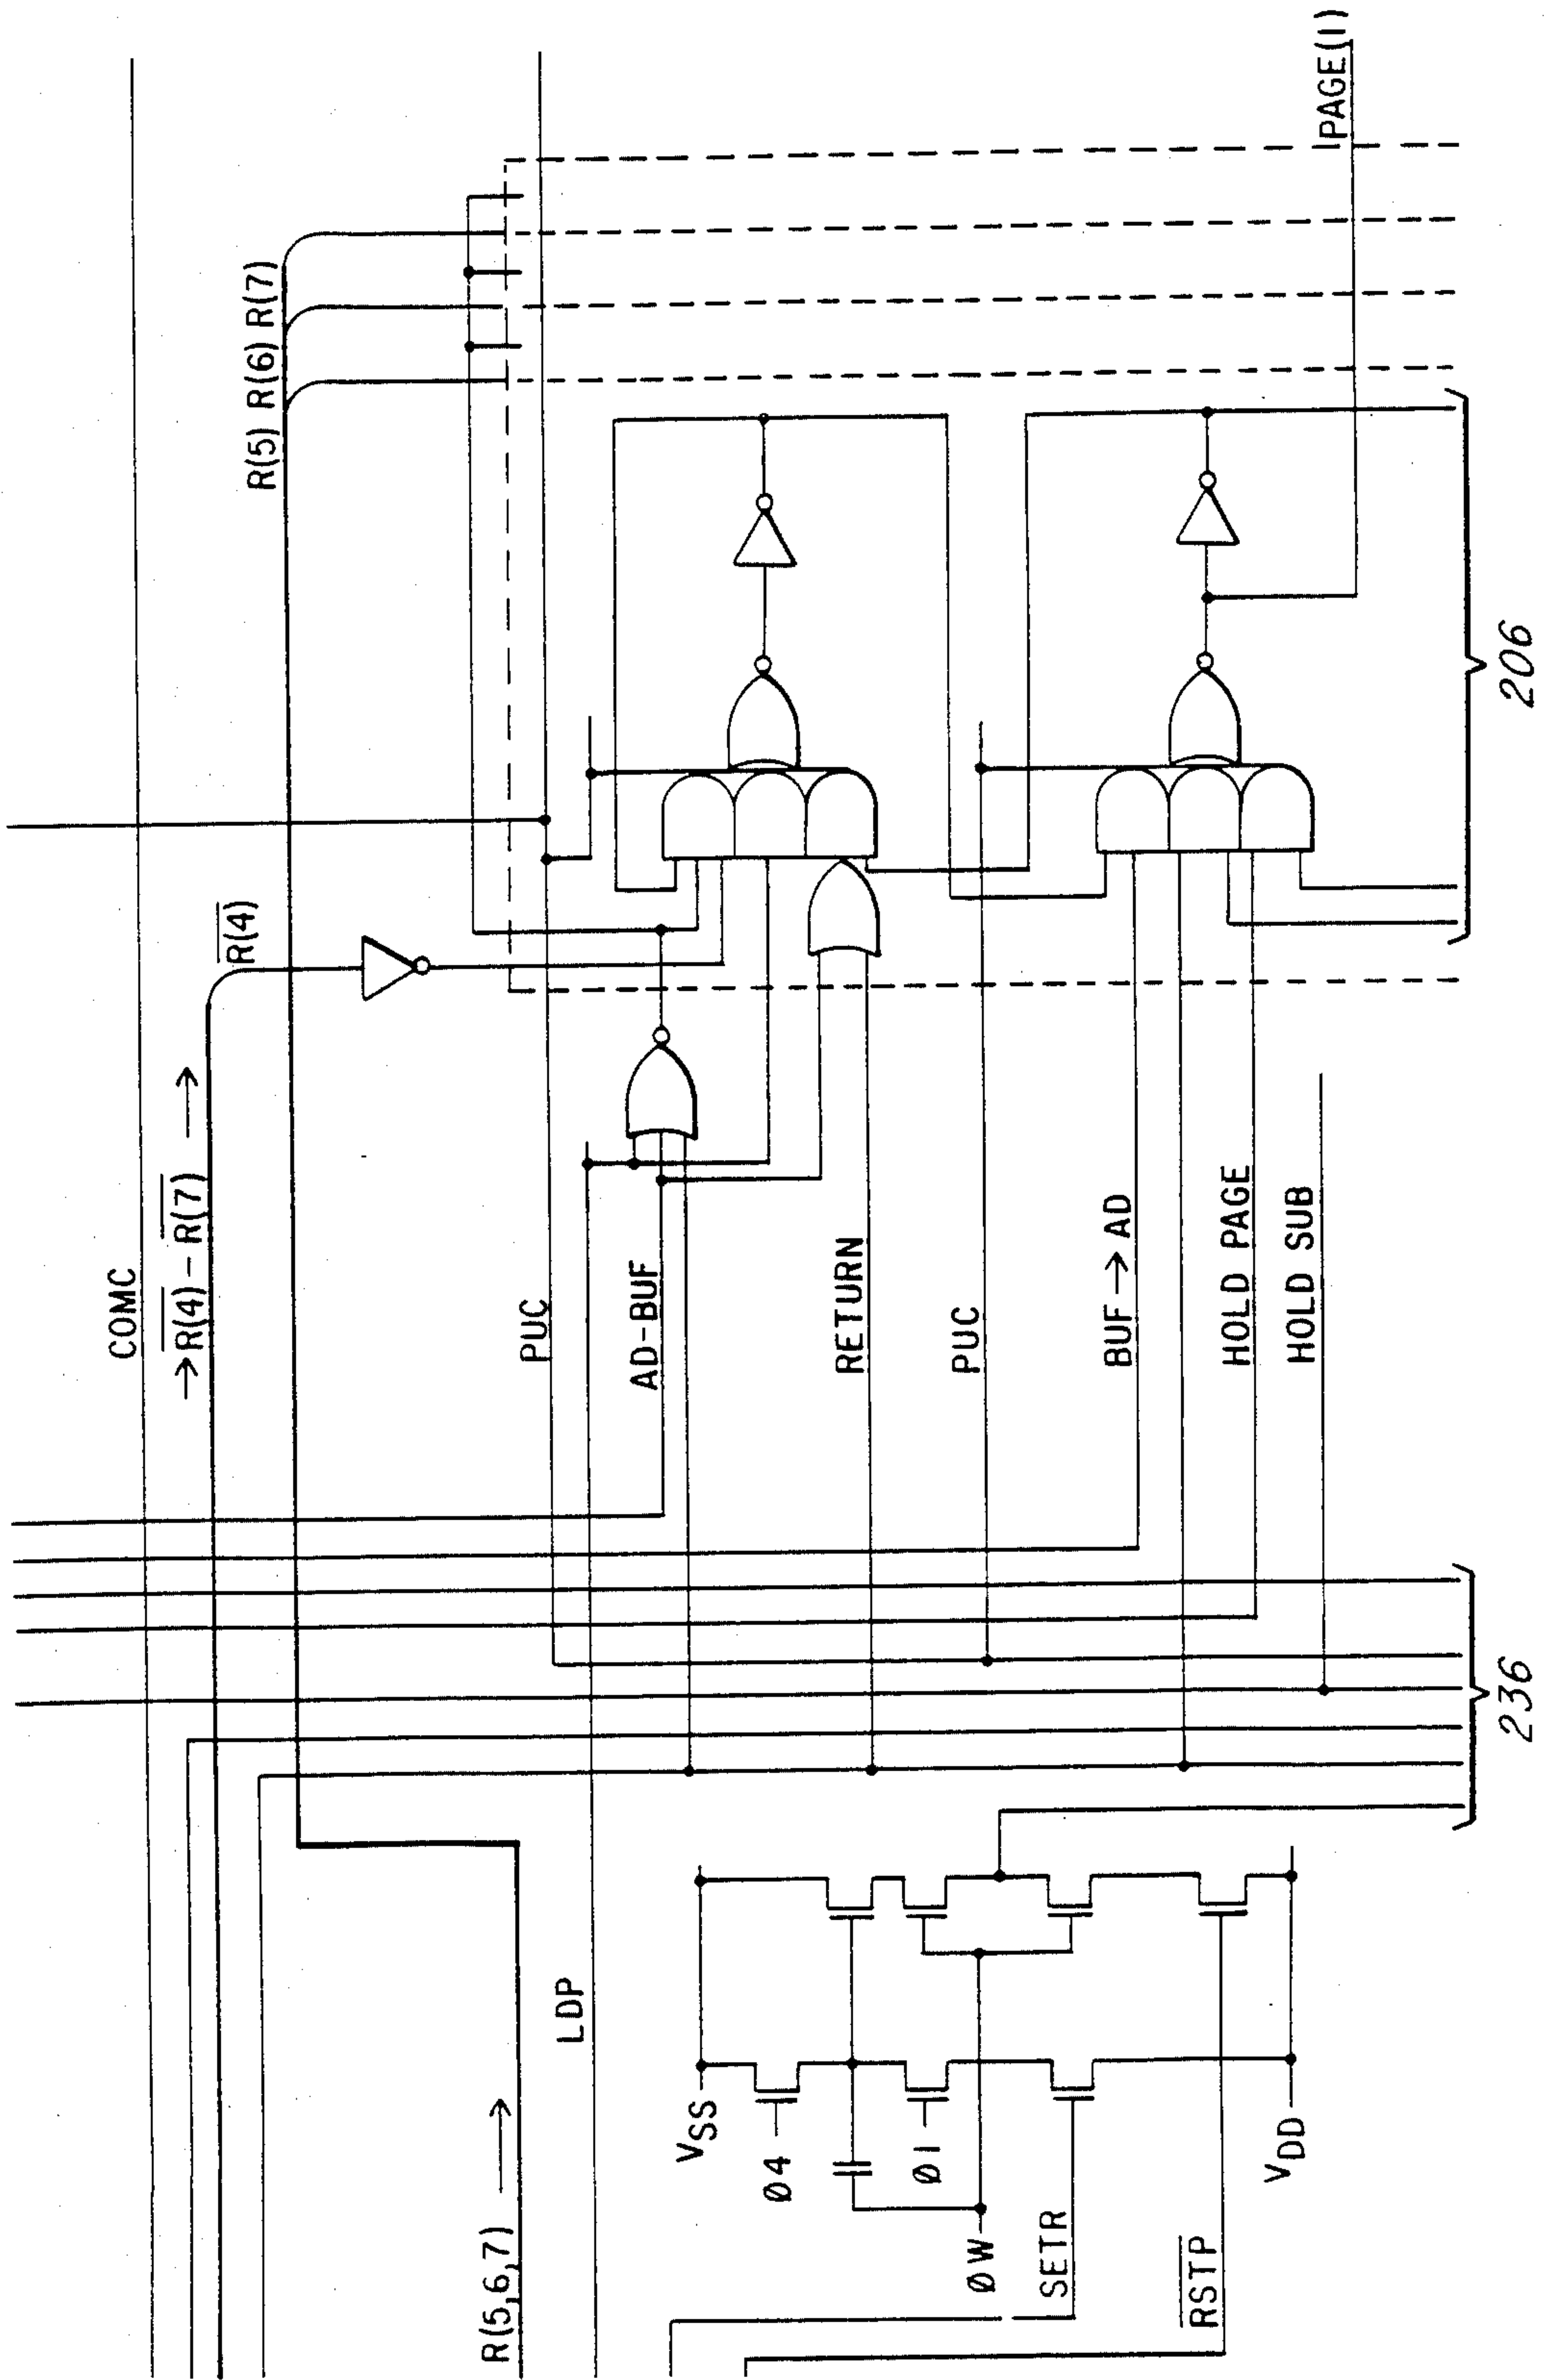 COMC
→R̅(̅4̅)̅ – R̅(̅7̅)̅ →
R̅(̅4̅)̅
R(5) R(6) R(7)
R(5,6,7) →
PUC
LDP
AD-BUF
RETURN
PUC
BUF→AD
HOLD PAGE
HOLD SUB
PAGE(1)
VSS
Ø4
Ø1
ØW
SETR
R̅S̅T̅P̅
VDD
206
236